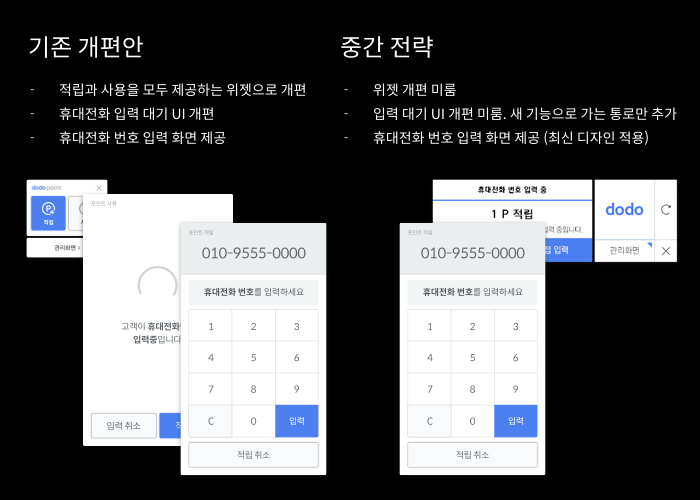 기존 개편안
- 적립과 사용을 모두 제공하는 위젯으로 개편
- 휴대전화 입력 대기 UI 개편
- 휴대전화 번호 입력 화면 제공
중간 전략
- 위젯 개편 미룸
- 입력 대기 UI 개편 미룸. 새 기능으로 가는 통로만 추가
- 휴대전화 번호 입력 화면 제공 (최신 디자인 적용)
dodo point
적립
관리화면 >
포인트 사용
고객이 휴대전화
입력중입니다
입력 취소
포인트 적립
010-9555-0000
휴대전화 번호를 입력하세요
1 2 3
4 5 6
7 8 9
C 0 입력
적립 취소
휴대전화 번호 입력 중
1 P 적립
입력 중입니다.
입력
dodo
관리화면
포인트 적립
010-9555-0000
휴대전화 번호를 입력하세요
1 2 3
4 5 6
7 8 9
C 0 입력
적립 취소